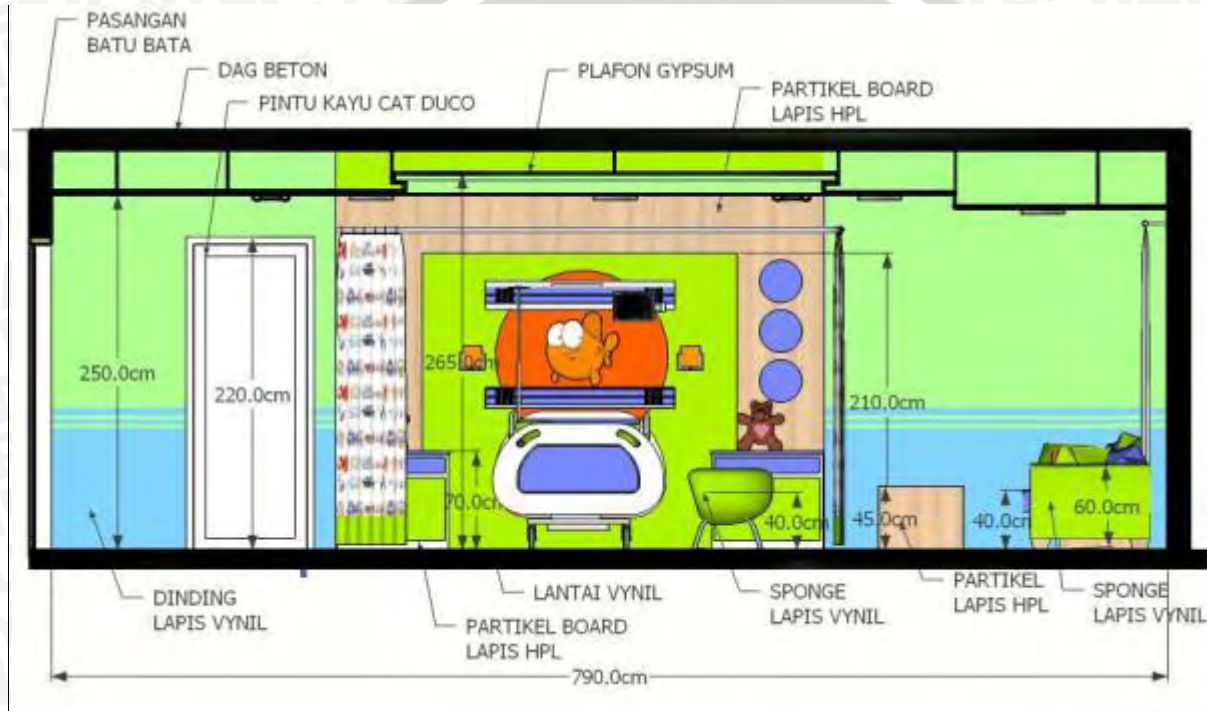 PASANGAN
BATU BATA
DAG BETON
PLAFON GYPSUM
PINTU KAYU CAT DUCO
PARTIKEL BOARD
LAPIS HPL
250.0cm
220.0cm
265.0cm
210.0cm
70.0cm
40.0cm
45.0cm
40.0cm
60.0cm
DINDING
LAPIS VYNIL
LANTAI VYNIL
PARTIKEL BOARD
LAPIS HPL
SPONGE
LAPIS VYNIL
PARTIKEL
LAPIS HPL
SPONGE
LAPIS VYNIL
790.0cm